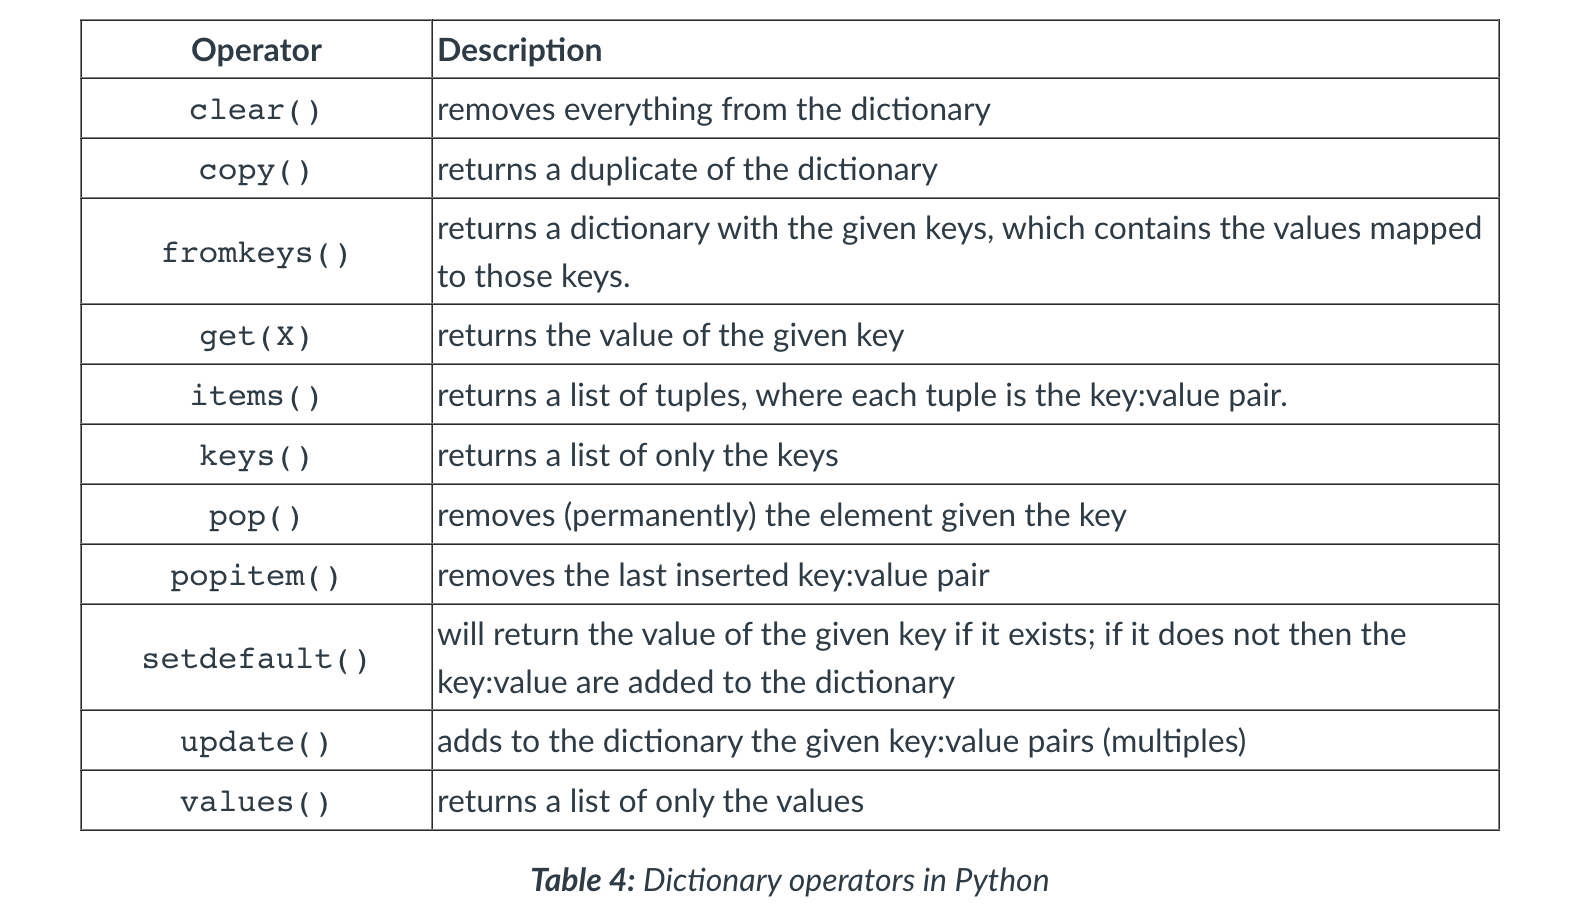 Operator Description
clear() removes everything from the dictionary
copy() returns a duplicate of the dictionary
fromkeys() returns a dictionary with the given keys, which contains the values mapped
to those keys.
get(X) returns the value of the given key
items() returns a list of tuples, where each tuple is the key:value pair.
keys() returns a list of only the keys
pop() removes (permanently) the element given the key
popitem() removes the last inserted key:value pair
setdefault() will return the value of the given key if it exists; if it does not then the
key:value are added to the dictionary
update() adds to the dictionary the given key:value pairs (multiples)
values() returns a list of only the values
Table 4: Dictionary operators in Python